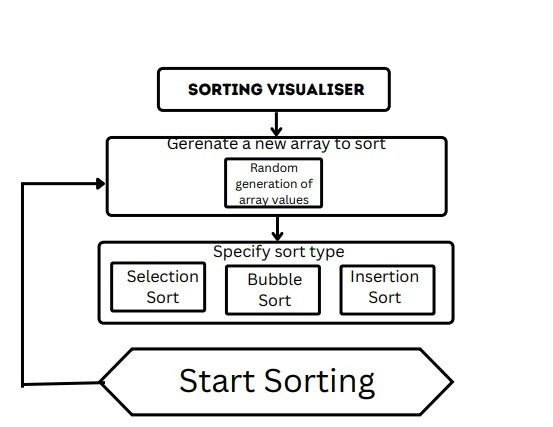 SORTING VISUALISER
Gerenate a new array to sort
Random
generation of
array values
Specify sort type
Selection
Sort
Bubble
Sort
Insertion
Sort
Start Sorting